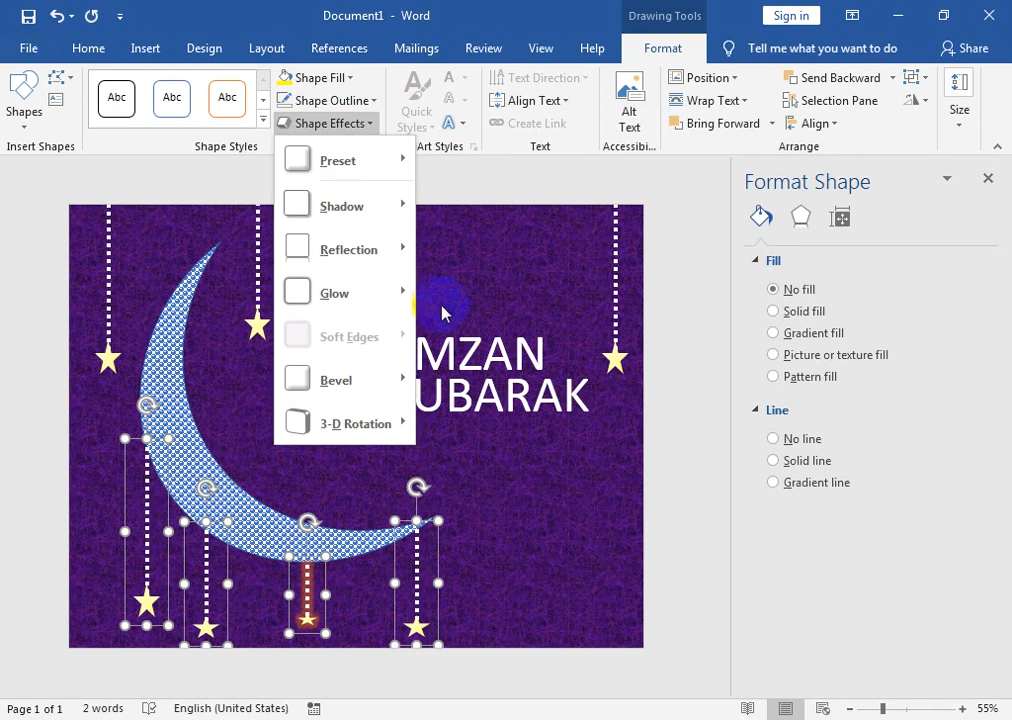 Document1 - Word
Drawing Tools
Sign in
File
Home
Insert
Design
Layout
References
Mailings
Review
View
Help
Format
Tell me what you want to do
Share
Shapes
Abc
Abc
Abc
Shape Fill
Shape Outline
Shape Effects
Quick
Styles
Text Direction
Align Text
Create Link
Alt
Text
Position
Wrap Text
Bring Forward
Send Backward
Selection Pane
Align
Size
Insert Shapes
Shape Styles
Art Styles
Text
Accessibi...
Arrange
Preset
Shadow
Reflection
Glow
Soft Edges
Bevel
3-D Rotation
MZAN
UBARAK
Format Shape
Fill
No fill
Solid fill
Gradient fill
Picture or texture fill
Pattern fill
Line
No line
Solid line
Gradient line
Page 1 of 1
2 words
English (United States)
55%